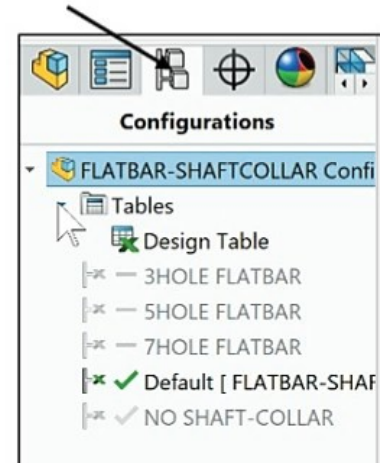 Configurations
FLATBAR-SHAFTCOLLAR Confi
Tables
Design Table
3HOLE FLATBAR
5HOLE FLATBAR
7HOLE FLATBAR
Default [ FLATBAR-SHAF
NO SHAFT-COLLAR